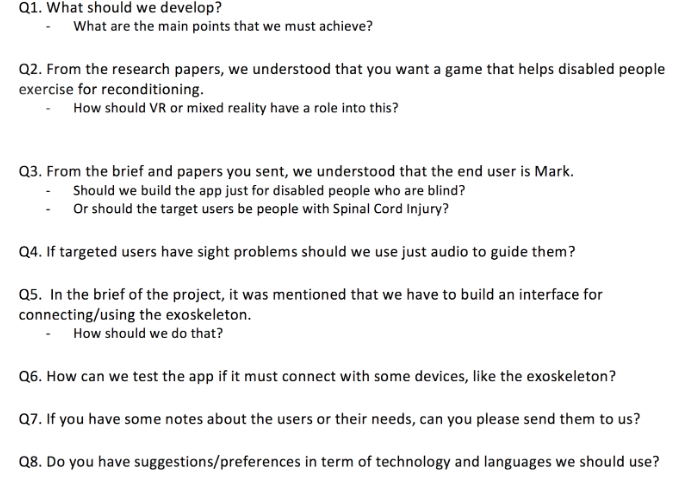 Q1. What should we develop?
- What are the main points that we must achieve?
Q2. From the research papers, we understood that you want a game that helps disabled people
exercise for reconditioning.
- How should VR or mixed reality have a role into this?
Q3. From the brief and papers you sent, we understood that the end user is Mark.
- Should we build the app just for disabled people who are blind?
- Or should the target users be people with Spinal Cord Injury?
Q4. If targeted users have sight problems should we use just audio to guide them?
Q5. In the brief of the project, it was mentioned that we have to build an interface for
connecting/using the exoskeleton.
- How should we do that?
Q6. How can we test the app if it must connect with some devices, like the exoskeleton?
Q7. If you have some notes about the users or their needs, can you please send them to us?
Q8. Do you have suggestions/preferences in term of technology and languages we should use?